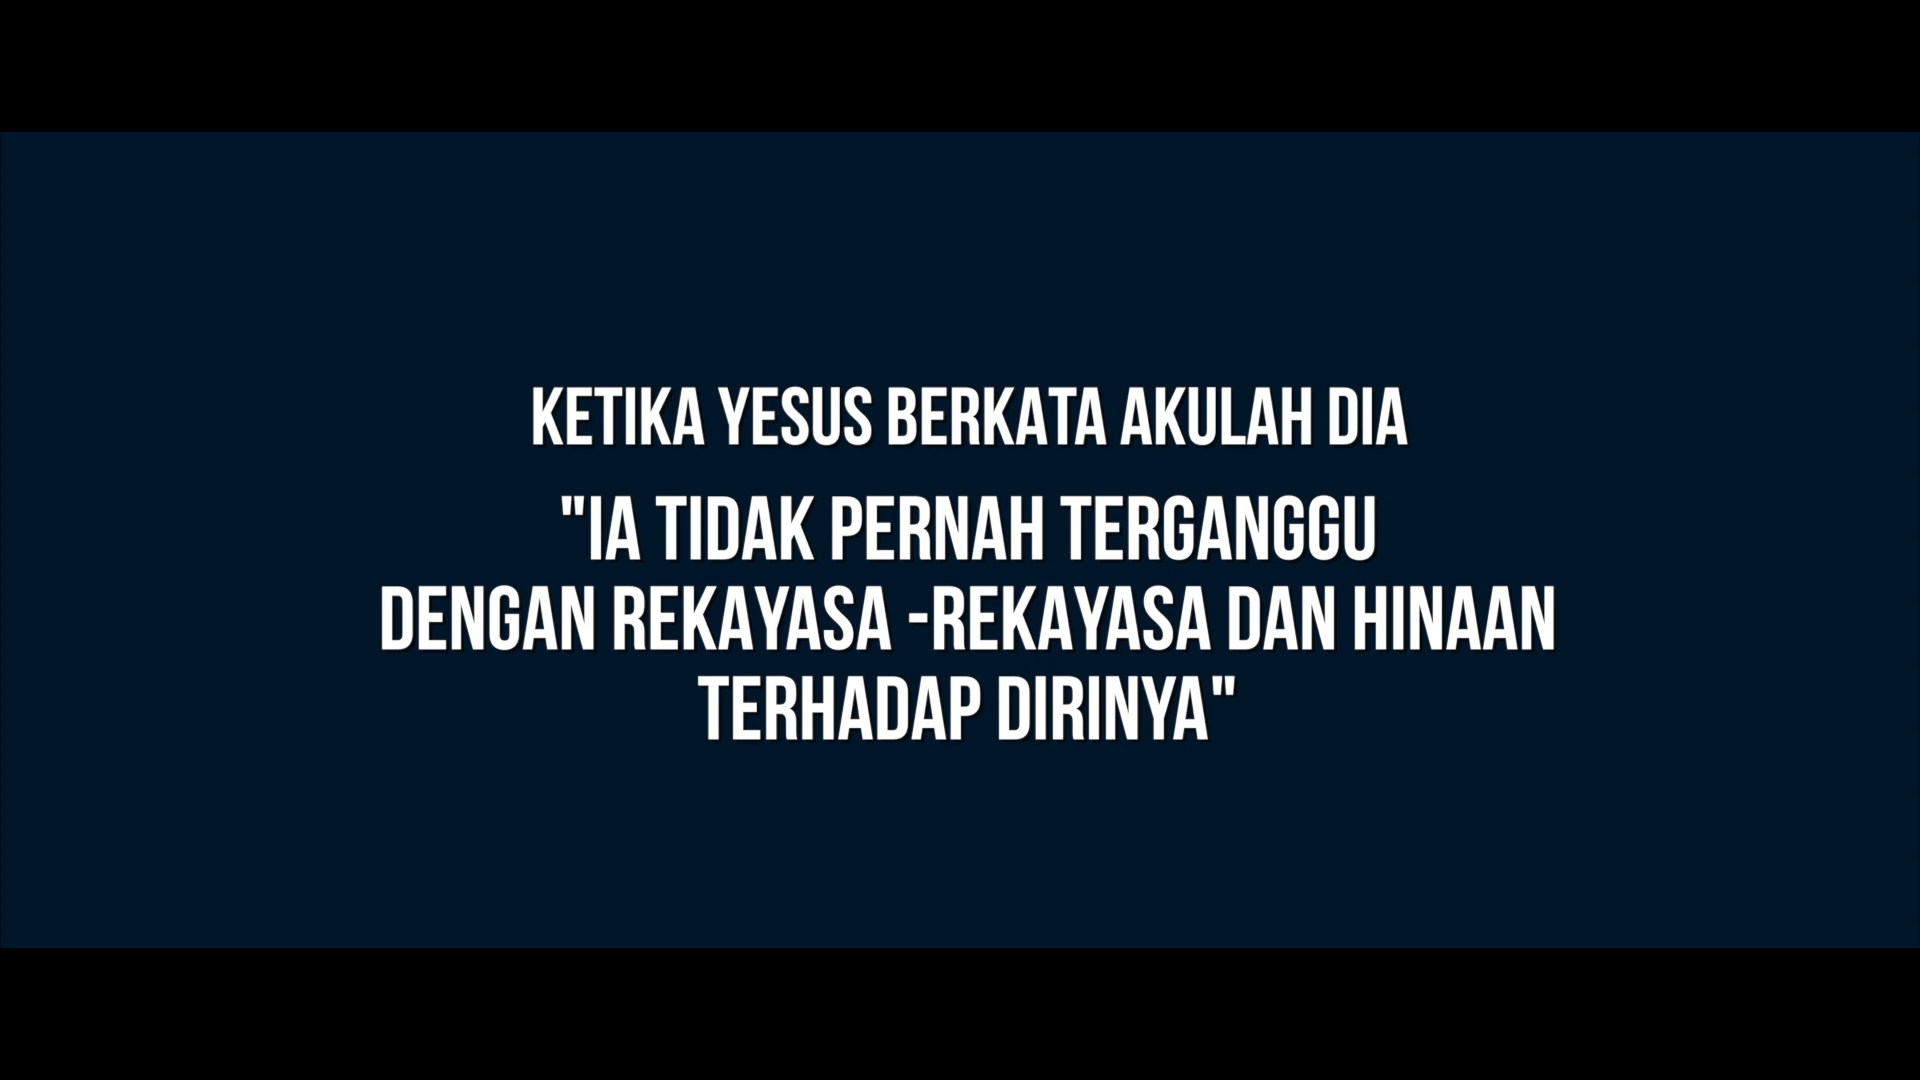 KETIKA YESUS BERKATA AKULAH DIA
"IA TIDAK PERNAH TERGANGGU
DENGAN REKAYASA -REKAYASA DAN HINAAN
TERHADAP DIRINYA"